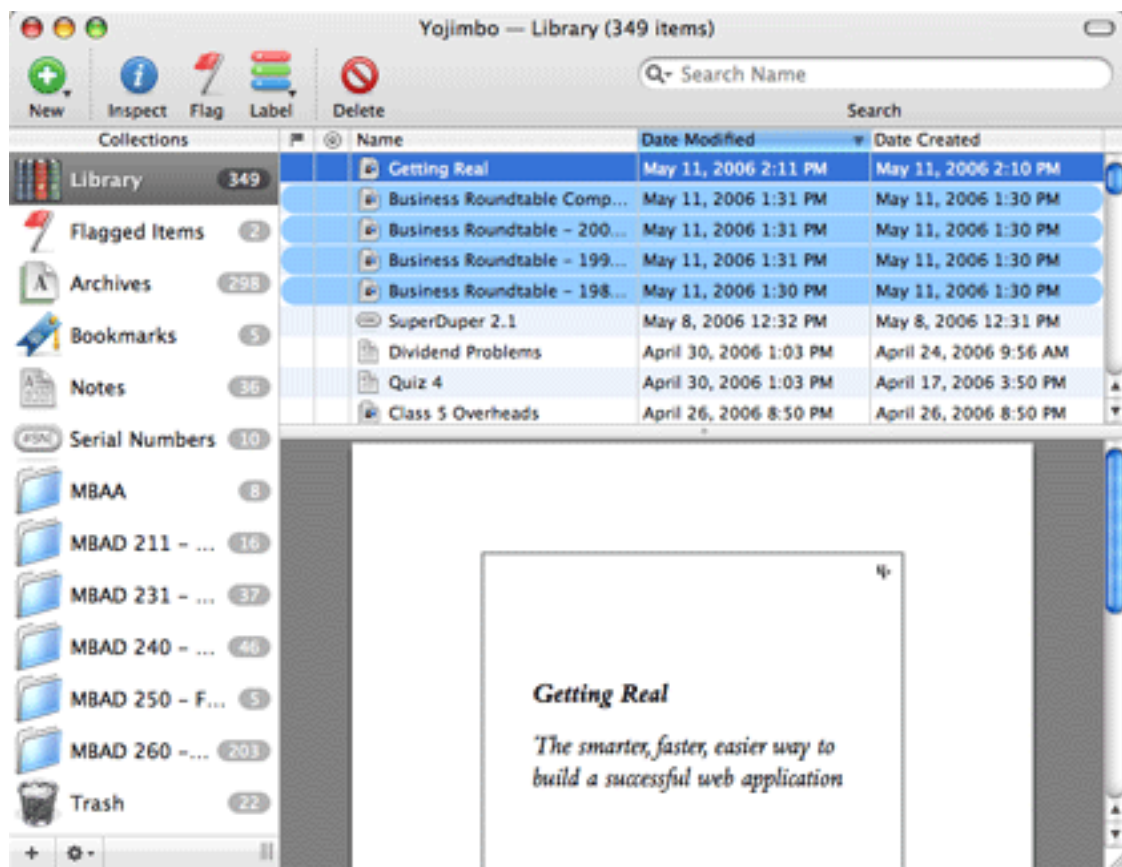 Yojimbo — Library (349 items)
Search Name
New Inspect Flag Label Delete Search
Collections Name Date Modified Date Created
Library 349
Flagged Items 2
Archives 298
Bookmarks 5
Notes 36
#SN Serial Numbers 10
MBAA 8
MBAD 211 – ... 16
MBAD 231 – ... 37
MBAD 240 – ... 46
MBAD 250 – F... 5
MBAD 260 –... 203
Trash 22
Getting Real May 11, 2006 2:11 PM May 11, 2006 2:10 PM
Business Roundtable Comp... May 11, 2006 1:31 PM May 11, 2006 1:30 PM
Business Roundtable – 200... May 11, 2006 1:31 PM May 11, 2006 1:30 PM
Business Roundtable – 199... May 11, 2006 1:31 PM May 11, 2006 1:30 PM
Business Roundtable – 198... May 11, 2006 1:30 PM May 11, 2006 1:30 PM
SuperDuper 2.1 May 8, 2006 12:32 PM May 8, 2006 12:31 PM
Dividend Problems April 30, 2006 1:03 PM April 24, 2006 9:56 AM
Quiz 4 April 30, 2006 1:03 PM April 17, 2006 3:50 PM
Class 5 Overheads April 26, 2006 8:50 PM April 26, 2006 8:50 PM
Getting Real
The smarter, faster, easier way to
build a successful web application